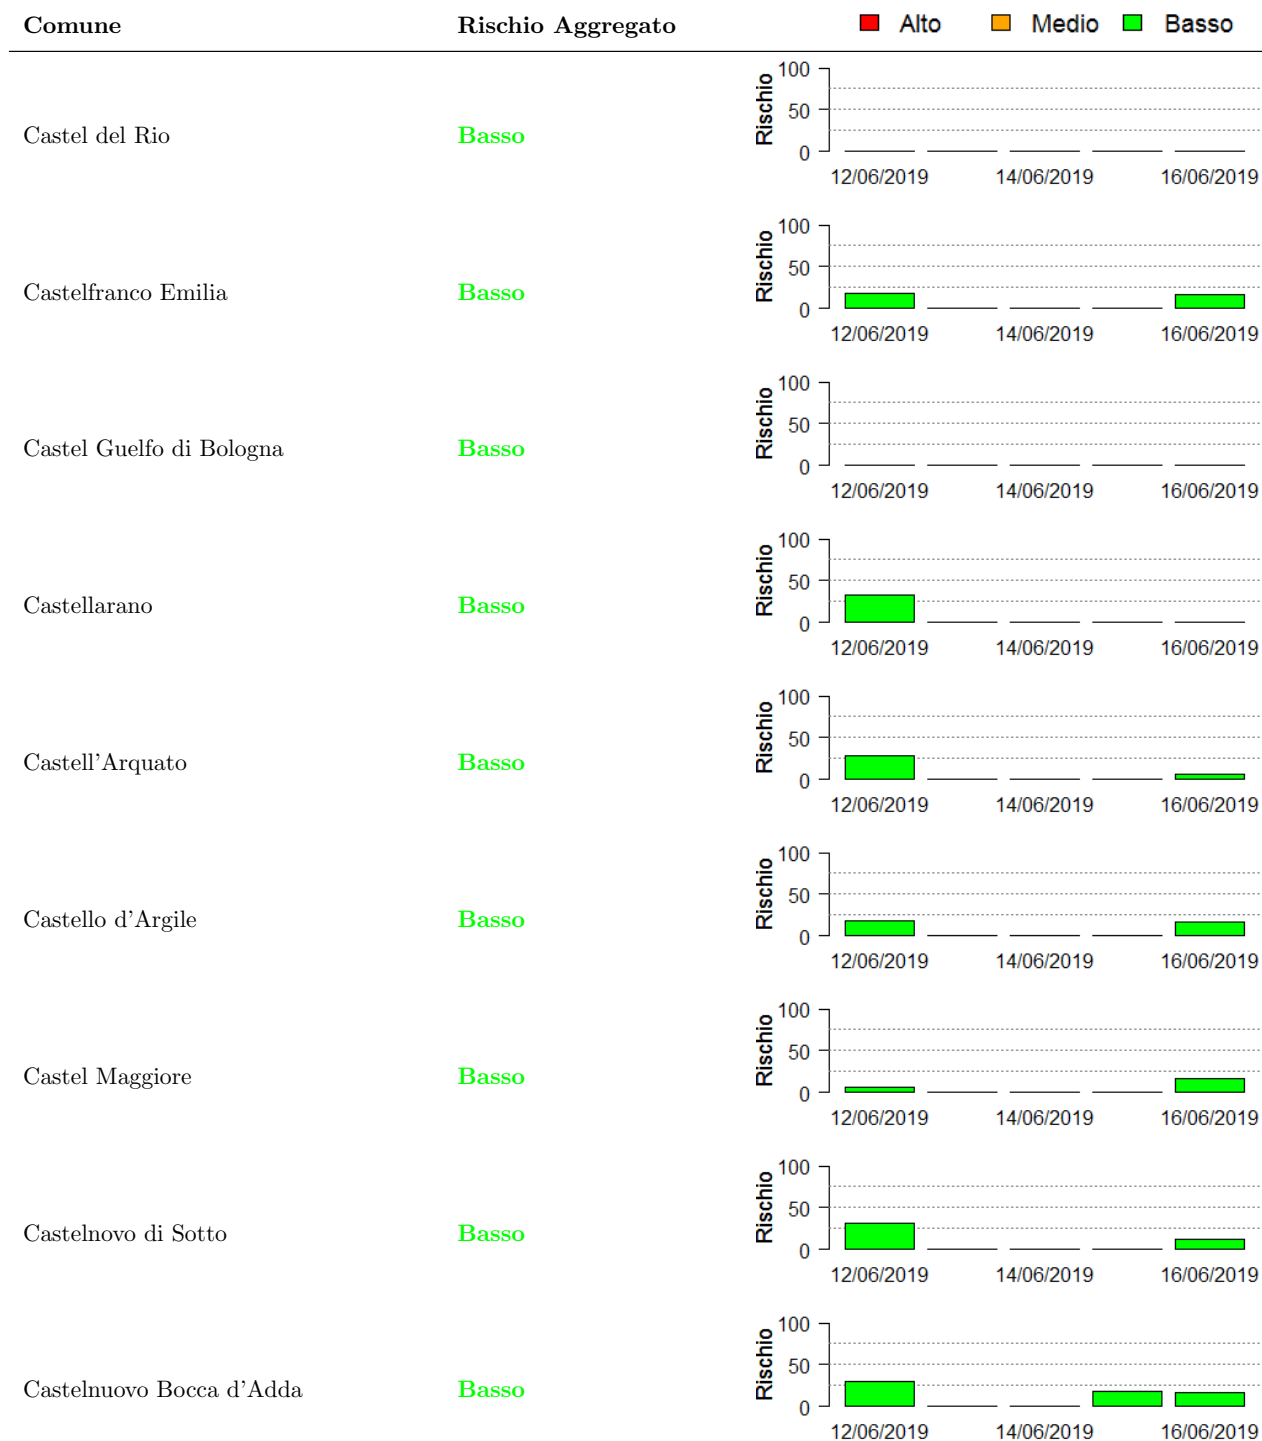 Comune Rischio Aggregato Alto Medio Basso
100
50
0
Rischio
Castel del Rio Basso
12/06/2019 14/06/2019 16/06/2019
100
50
0
Rischio
Castelfranco Emilia Basso
12/06/2019 14/06/2019 16/06/2019
100
50
0
Rischio
Castel Guelfo di Bologna Basso
12/06/2019 14/06/2019 16/06/2019
100
50
0
Rischio
Castellarano Basso
12/06/2019 14/06/2019 16/06/2019
100
50
0
Rischio
Castell'Arquato Basso
12/06/2019 14/06/2019 16/06/2019
100
50
0
Rischio
Castello d'Argile Basso
12/06/2019 14/06/2019 16/06/2019
100
50
0
Rischio
Castel Maggiore Basso
12/06/2019 14/06/2019 16/06/2019
100
50
0
Rischio
Castelnovo di Sotto Basso
12/06/2019 14/06/2019 16/06/2019
100
50
0
Rischio
Castelnuovo Bocca d'Adda Basso
12/06/2019 14/06/2019 16/06/2019